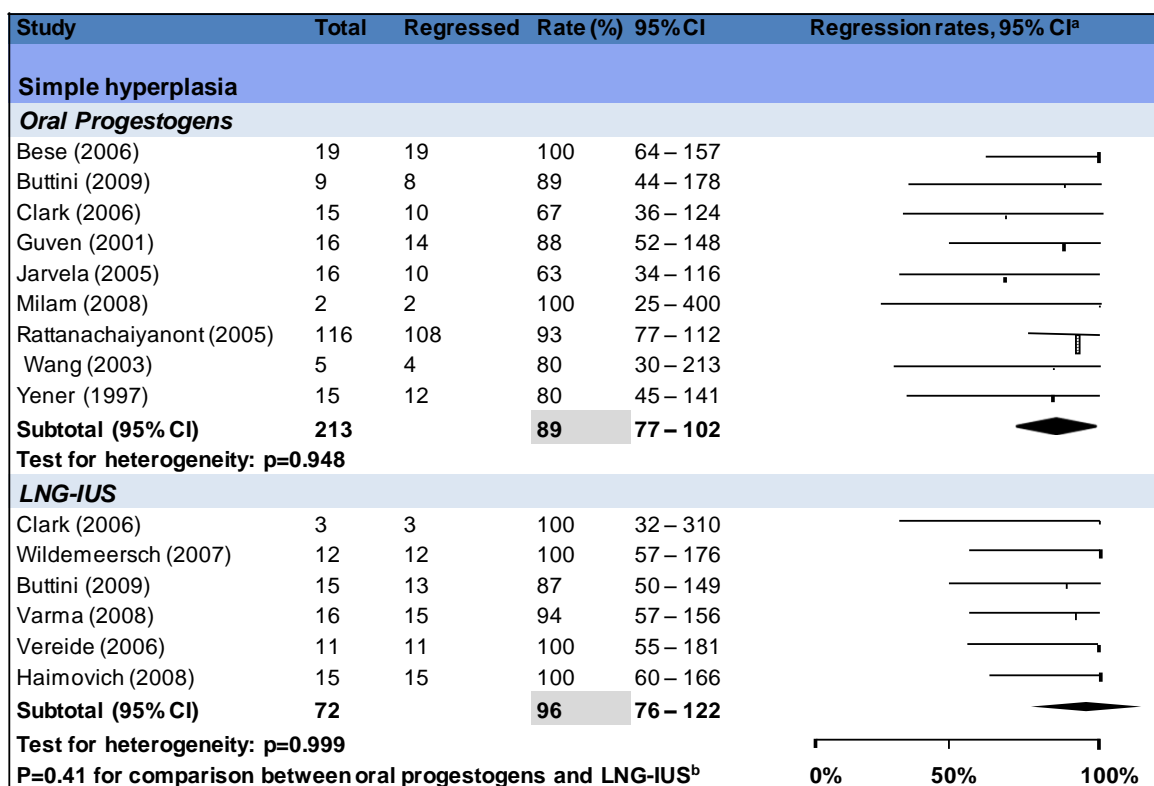 Study Total Regressed Rate (%) 95%CI Regression rates, 95% CIᵃ
Simple hyperplasia
Oral Progestogens
Bese (2006) 19 19 100 64 – 157
Buttini (2009) 9 8 89 44 – 178
Clark (2006) 15 10 67 36 – 124
Guven (2001) 16 14 88 52 – 148
Jarvela (2005) 16 10 63 34 – 116
Milam (2008) 2 2 100 25 – 400
Rattanachaiyanont (2005) 116 108 93 77 – 112
Wang (2003) 5 4 80 30 – 213
Yener (1997) 15 12 80 45 – 141
Subtotal (95% CI) 213 89 77 – 102
Test for heterogeneity: p=0.948
LNG-IUS
Clark (2006) 3 3 100 32 – 310
Wildemeersch (2007) 12 12 100 57 – 176
Buttini (2009) 15 13 87 50 – 149
Varma (2008) 16 15 94 57 – 156
Vereide (2006) 11 11 100 55 – 181
Haimovich (2008) 15 15 100 60 – 166
Subtotal (95% CI) 72 96 76 – 122
Test for heterogeneity: p=0.999
P=0.41 for comparison between oral progestogens and LNG-IUSᵇ 0% 50% 100%